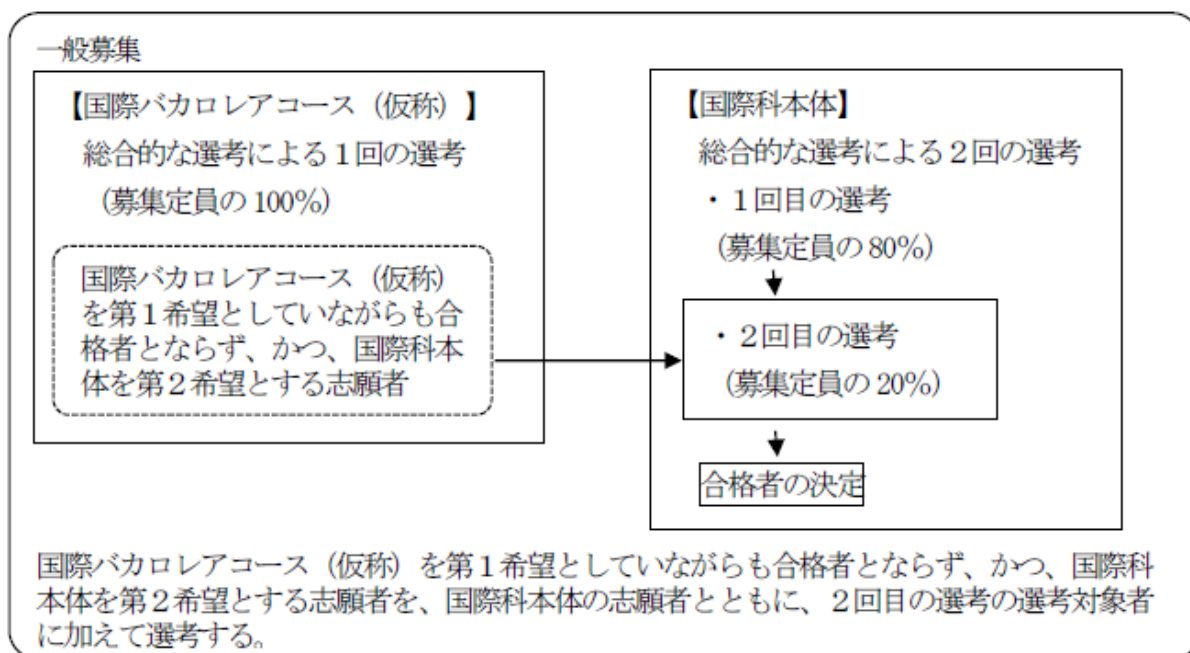 一般募集
【国際バカロレアコース（仮称）】
総合的な選考による１回の選考
（募集定員の 100%）
国際バカロレアコース（仮称）
を第１希望としていながらも合
格者とならず、かつ、国際科本
体を第２希望とする志願者
【国際科本体】
総合的な選考による２回の選考
・１回目の選考
（募集定員の 80%）
・２回目の選考
（募集定員の 20%）
合格者の決定
国際バカロレアコース（仮称）を第１希望としていながらも合格者とならず、かつ、国際科
本体を第２希望とする志願者を、国際科本体の志願者とともに、２回目の選考の選考対象者
に加えて選考する。